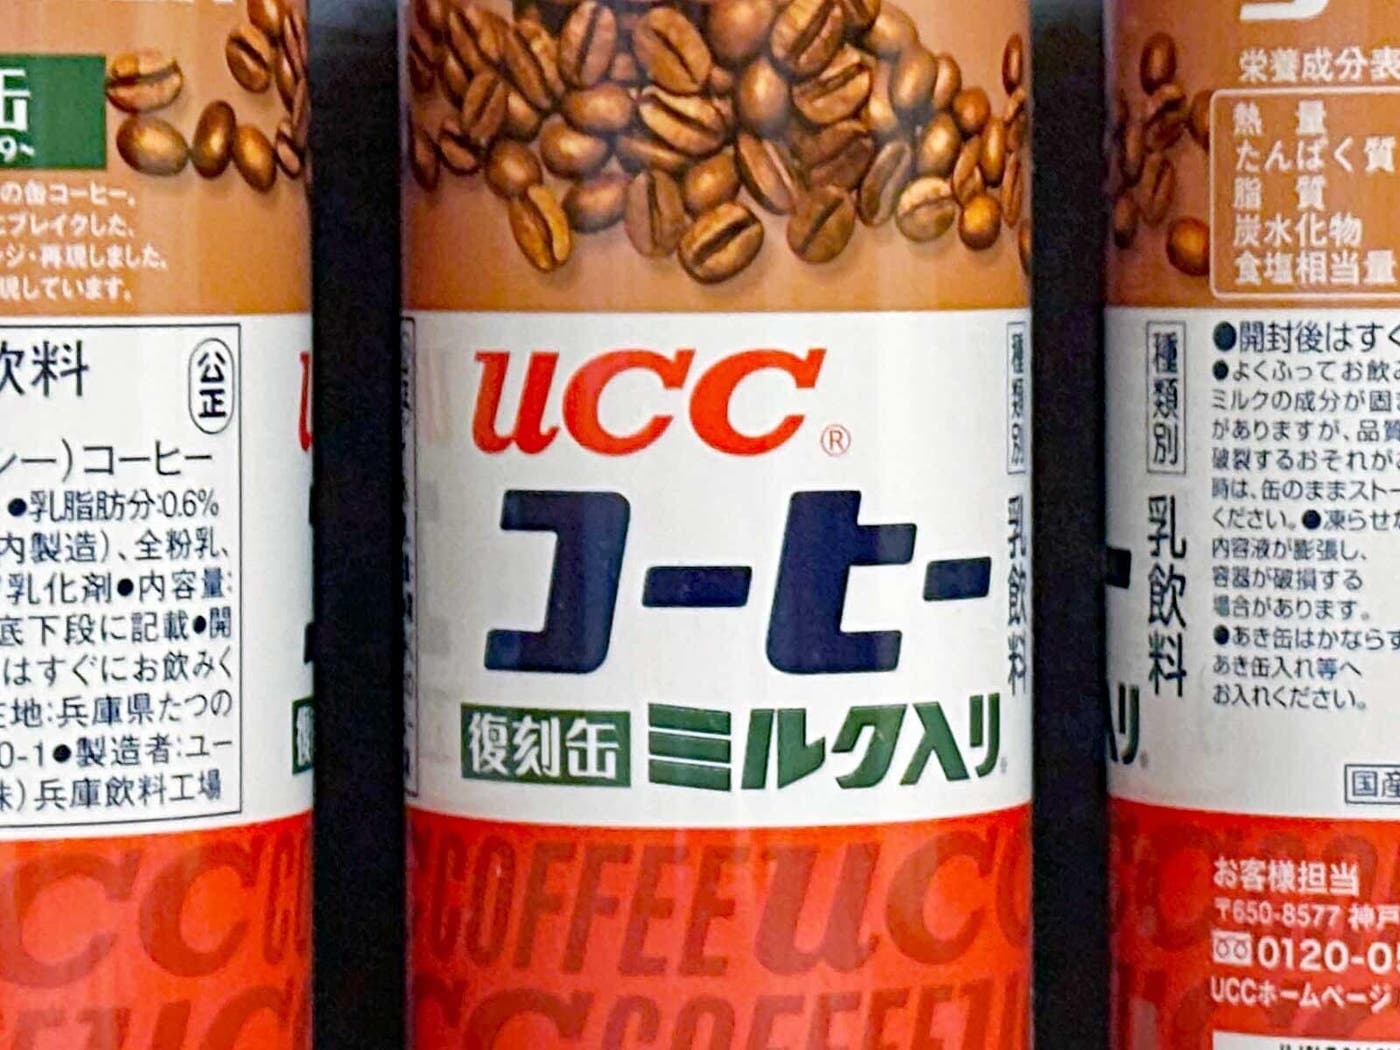 缶
9~
の缶コーヒー。
にブレイクした、
ージ・再現しました。
現しています。
飲料
公正
シー)コーヒー
●乳脂肪分:0.6%
内製造)、全粉乳、
乳化剤●内容量:
底下段に記載●開
はすぐにお飲みく
在地:兵庫県たつの
0-1●製造者:ユー
株)兵庫飲料工場
UCC®
コーヒー
復刻缶 ミルク入り
種類別 乳飲料
COFFEE UCC
CCCOFFEE
栄養成分表
熱量
たんぱく質
脂質
炭水化物
食塩相当量
種類別 乳飲料
●開封後はすぐ
●よくふってお飲み
ミルクの成分が固ま
がありますが、品質
破裂するおそれが
時は、缶のままストー
ください。●凍らせ
内容液が膨張し、
容器が破損する
場合があります。
●あき缶はかならず
あき缶入れ等へ
お入れください。
国産
お客様担当
〒650-8577 神戸
0120-0
UCCホームページ